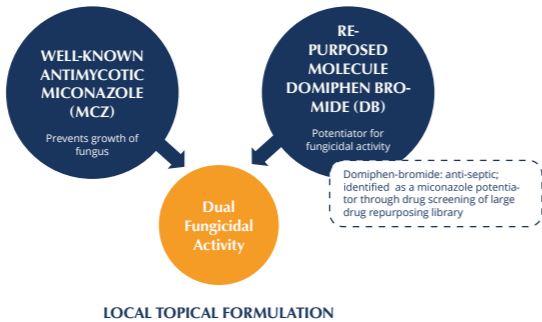 WELL-KNOWN
ANTIMYCOTIC
MICONAZOLE
(MCZ)
Prevents growth of
fungus
RE-
PURPOSED
MOLECULE
DOMIPHEN BRO-
MIDE (DB)
Potentiator for
fungicidal activity
Domiphen-bromide: anti-septic;
identified as a miconazole potentia-
tor through drug screening of large
drug repurposing library
Dual
Fungicidal
Activity
LOCAL TOPICAL FORMULATION